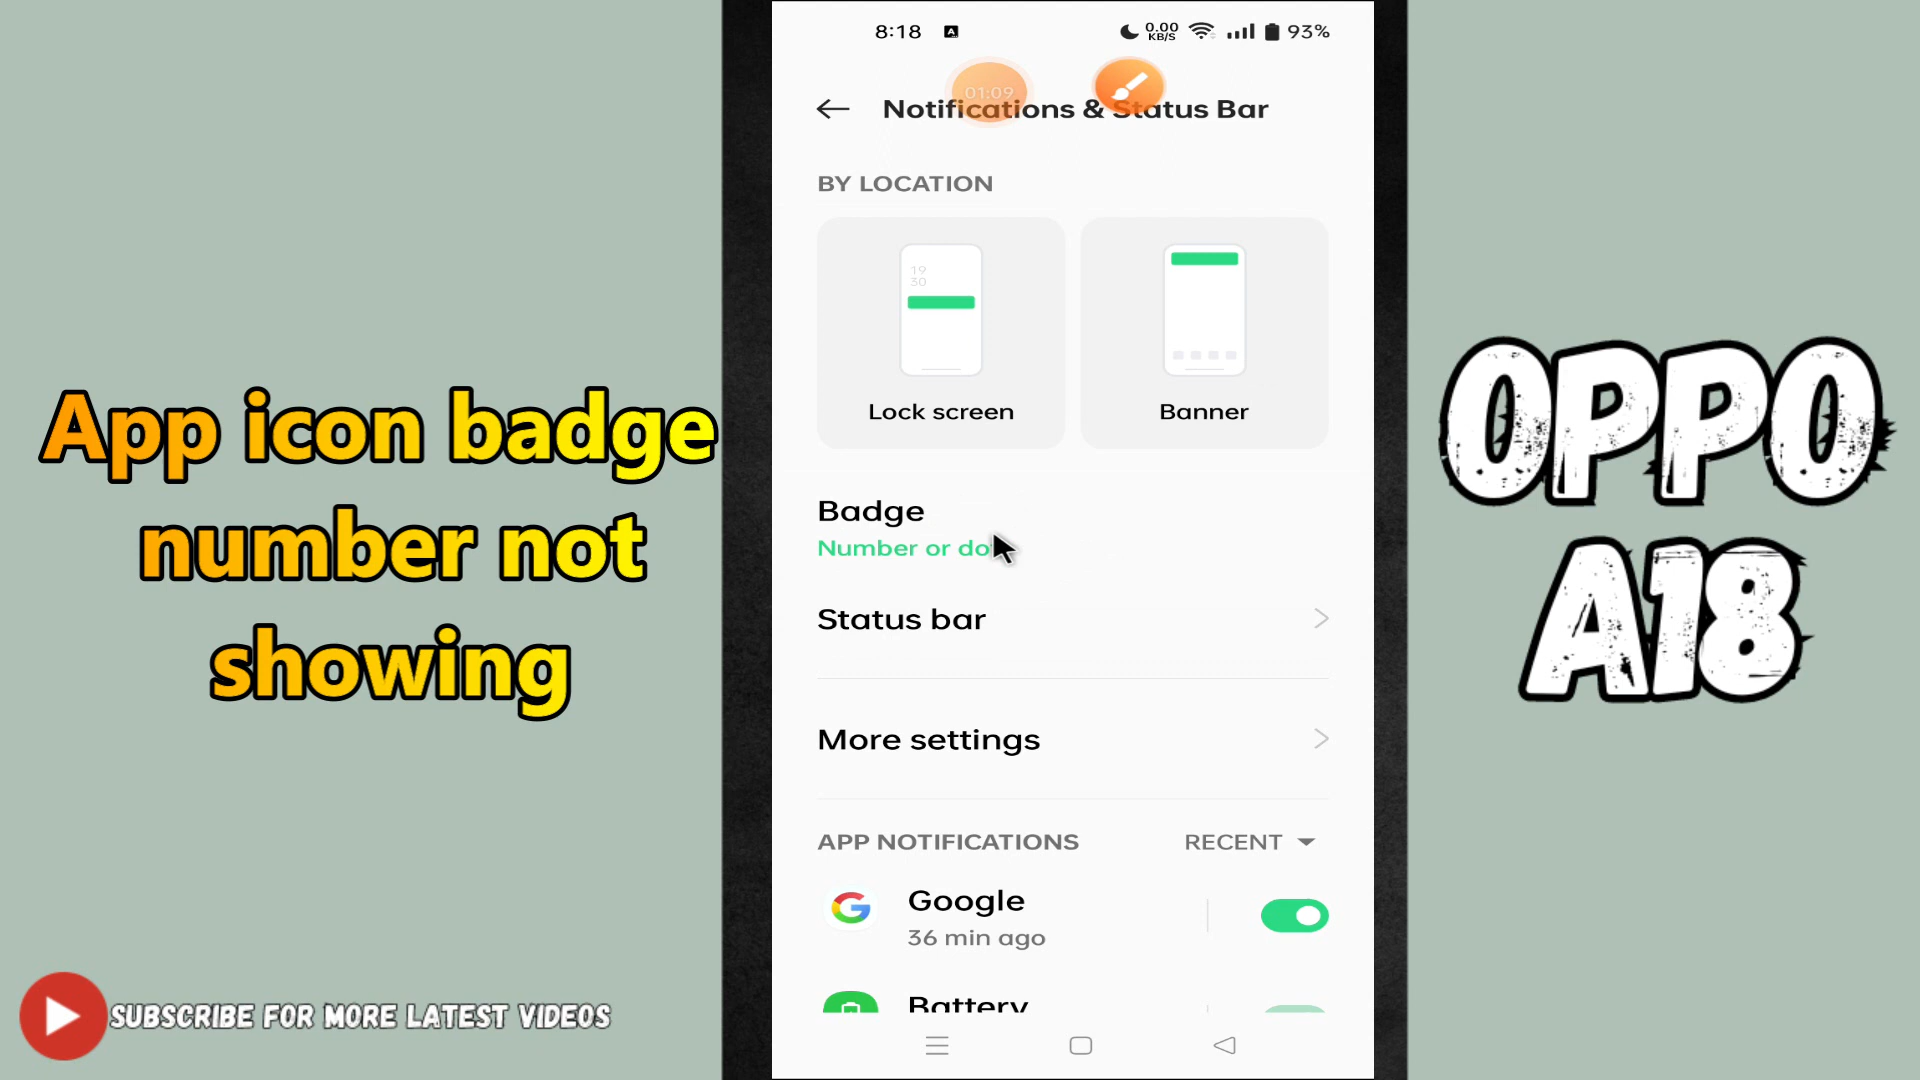 App icon badge
number not
showing
SUBSCRIBE FOR MORE LATEST VIDEOS
8:18 A 0.00 KB/S 93%
01:09
Notifications & Status Bar
BY LOCATION
19
30
Lock screen
Banner
Badge
Number or do
Status bar
More settings
APP NOTIFICATIONS RECENT
Google
36 min ago
Battery
OPPO
A18